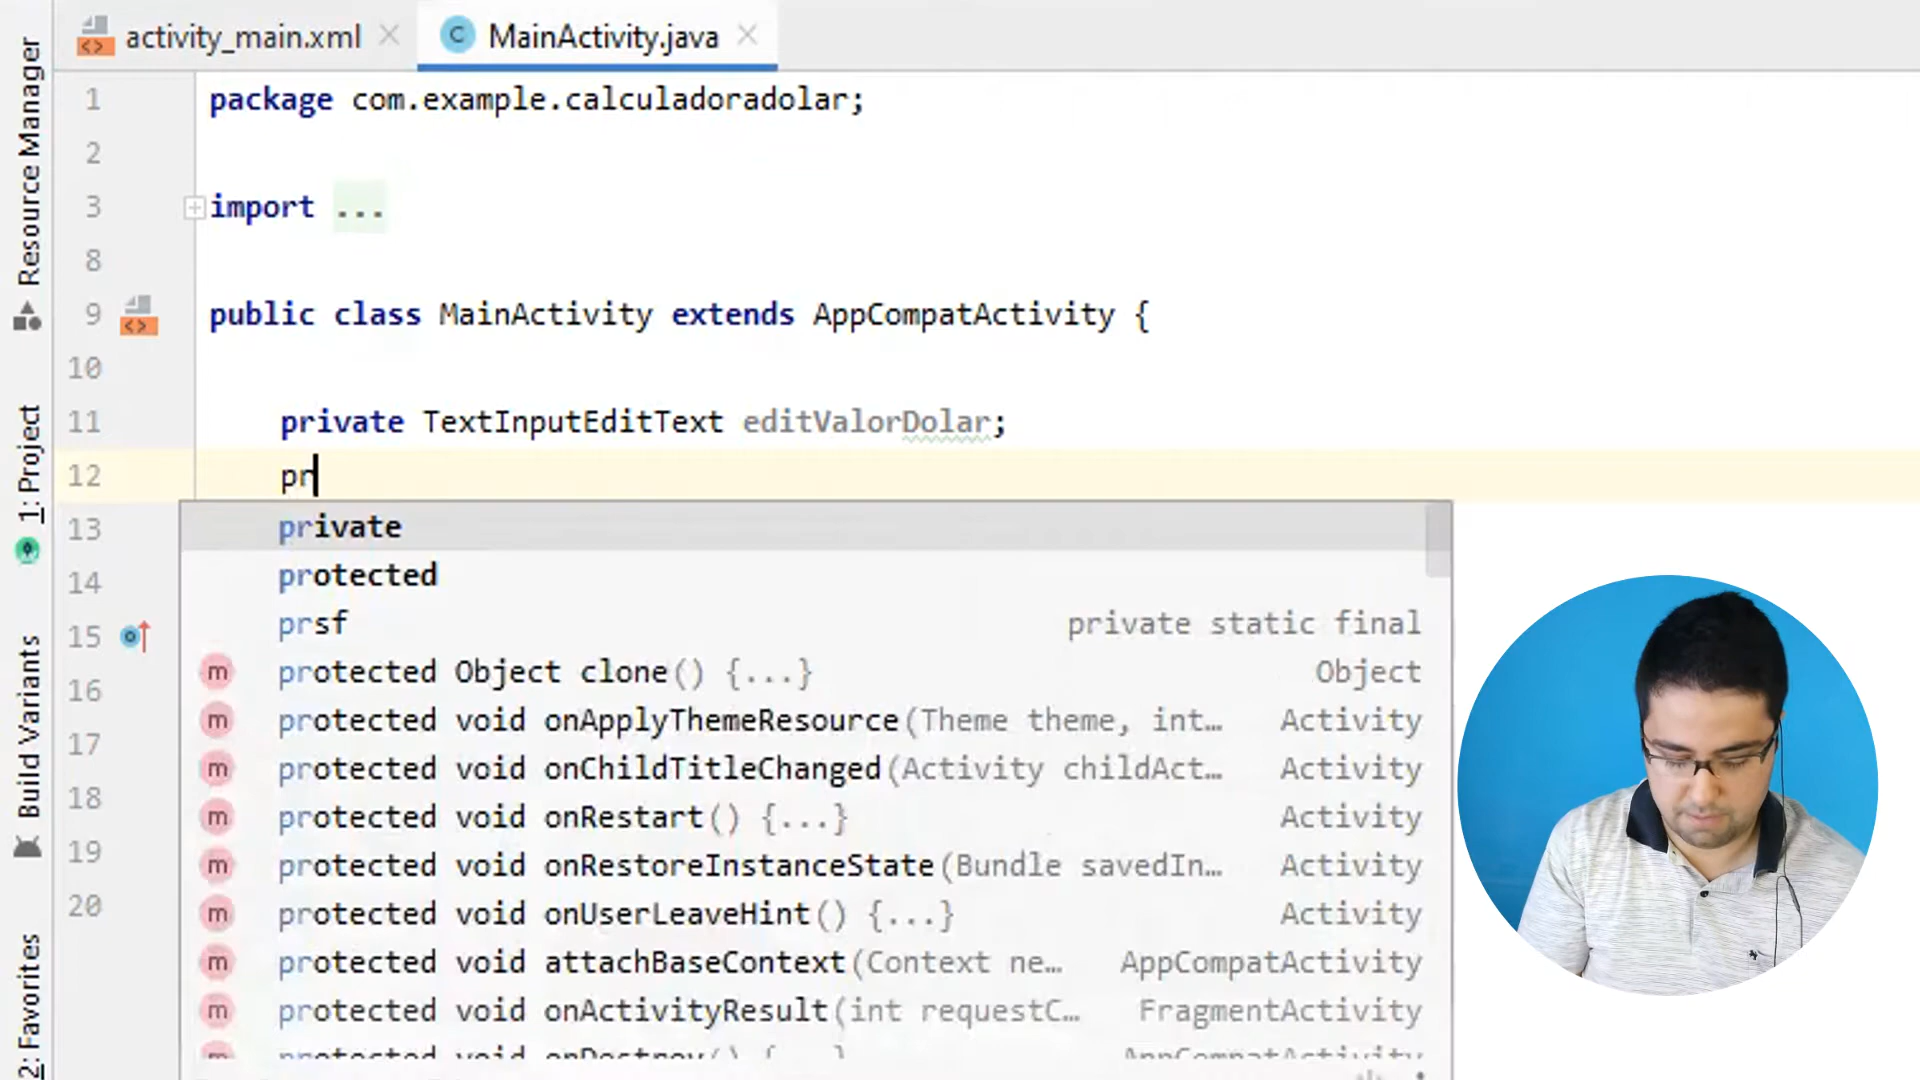 activity_main.xml
MainActivity.java
Resource Manager
1: Project
Build Variants
2: Favorites
1 package com.example.calculadoradolar;
2
3 import ...
8
9 public class MainActivity extends AppCompatActivity {
10
11 private TextInputEditText editValorDolar;
12 pr
13
14
15
16
17
18
19
20
private
protected
prsf private static final
protected Object clone() {...} Object
protected void onApplyThemeResource(Theme theme, int… Activity
protected void onChildTitleChanged(Activity childAct… Activity
protected void onRestart() {...} Activity
protected void onRestoreInstanceState(Bundle savedIn… Activity
protected void onUserLeaveHint() {...} Activity
protected void attachBaseContext(Context ne… AppCompatActivity
protected void onActivityResult(int requestC… FragmentActivity
protected void onDestroy() {...} AppCompatActivity